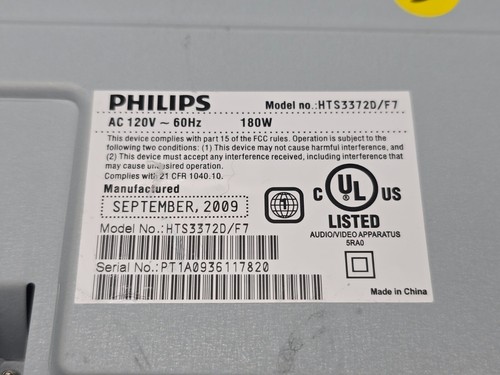 PHILIPS Model no.:HTS3372D/F7
AC 120V ~ 60Hz 180W
This device complies with part 15 of the FCC rules. Operation is subject to the
following two conditions: (1) This device may not cause harmful interference, and
(2) This device must accept any interference received, including interference that
may cause undesired operation.
Complies with 21 CFR 1040.10.
Manufactured
SEPTEMBER, 2009
Model No.:HTS3372D/F7
Serial No.:PT1A0936117820
1
C UL US
®
LISTED
AUDIO/VIDEO APPARATUS
5RA0
Made in China